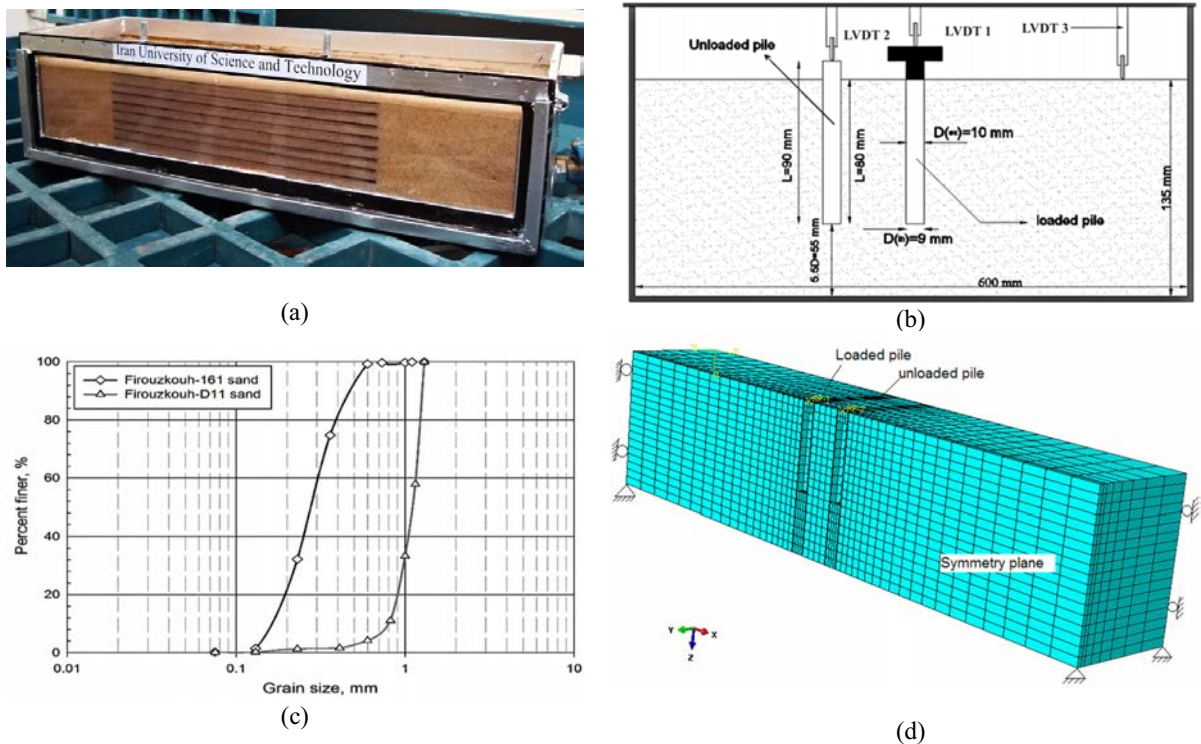 Iran University of Science and Technology
(a)
LVDT 2
LVDT 1
LVDT 3
Unloaded pile
L=90 mm
L=80 mm
=10 mm
135 mm
loaded pile
=9 mm
5.5D=55 mm
600 mm
(b)
100
80
60
40
20
0
Firouzkouh-161 sand
Firouzkouh-D11 sand
Percent finer, %
0.01
0.1
1
10
Grain size, mm
(c)
Loaded pile
unloaded pile
Symmetry plane
Y
X
Z
(d)